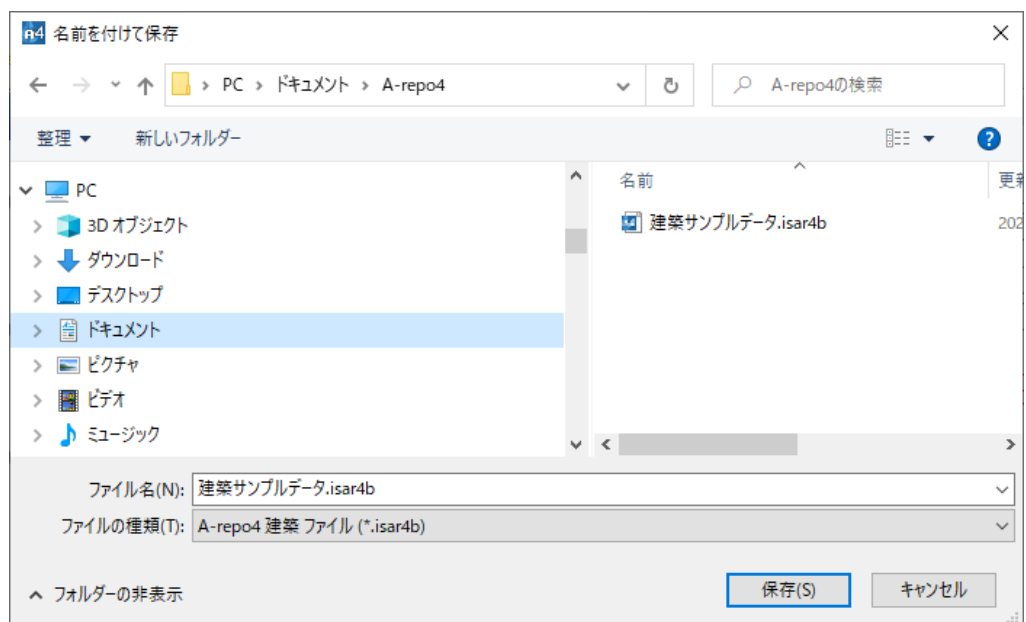 A4 名前を付けて保存
PC › ドキュメント › A-repo4
A-repo4の検索
整理 新しいフォルダー
PC
3D オブジェクト
ダウンロード
デスクトップ
ドキュメント
ピクチャ
ビデオ
ミュージック
名前
建築サンプルデータ.isar4b
202
ファイル名(N): 建築サンプルデータ.isar4b
ファイルの種類(T): A-repo4 建築 ファイル (*.isar4b)
フォルダーの非表示
保存(S)
キャンセル